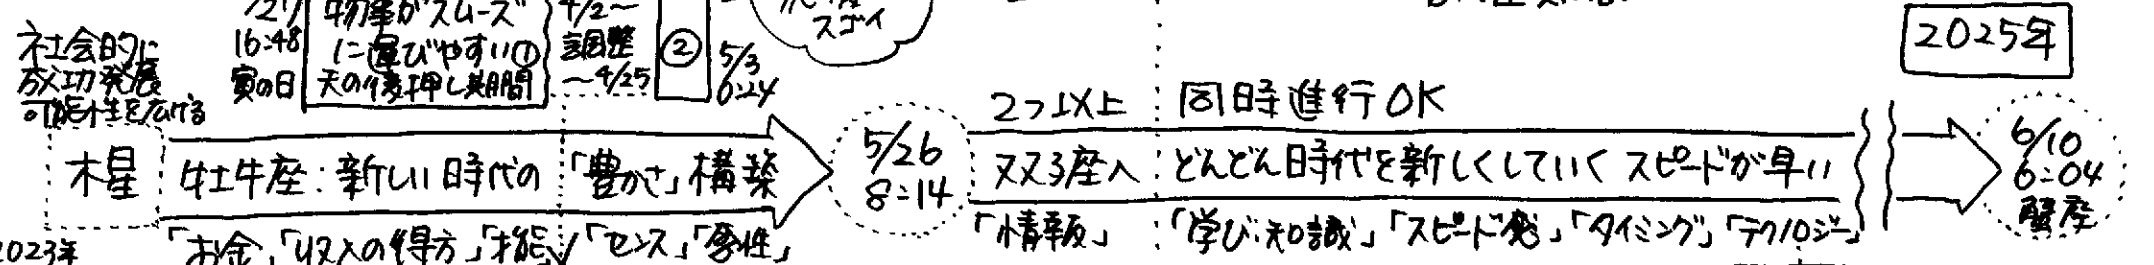 /27
物事がスムーズ
に運びやすい①
天の後押し期間
16:48
寅の日
4/2〜
調整
〜4/25
②
5/3
6:24
スゴイ
2025年
社会的に
成功発展
可能性を広げる
2つ以上 同時進行OK
木星
牡牛座:新しい時代の「豊かさ」構築
5/26
8:14
双子座へ どんどん時代を新しくしていく スピードが早い
6/10
6:04
蟹座
2023年
「お金」「収入の得方」「才能」「センス」「個性」
「情報」「学び・知識」「スピード感」「タイミング」「テクノロジー」